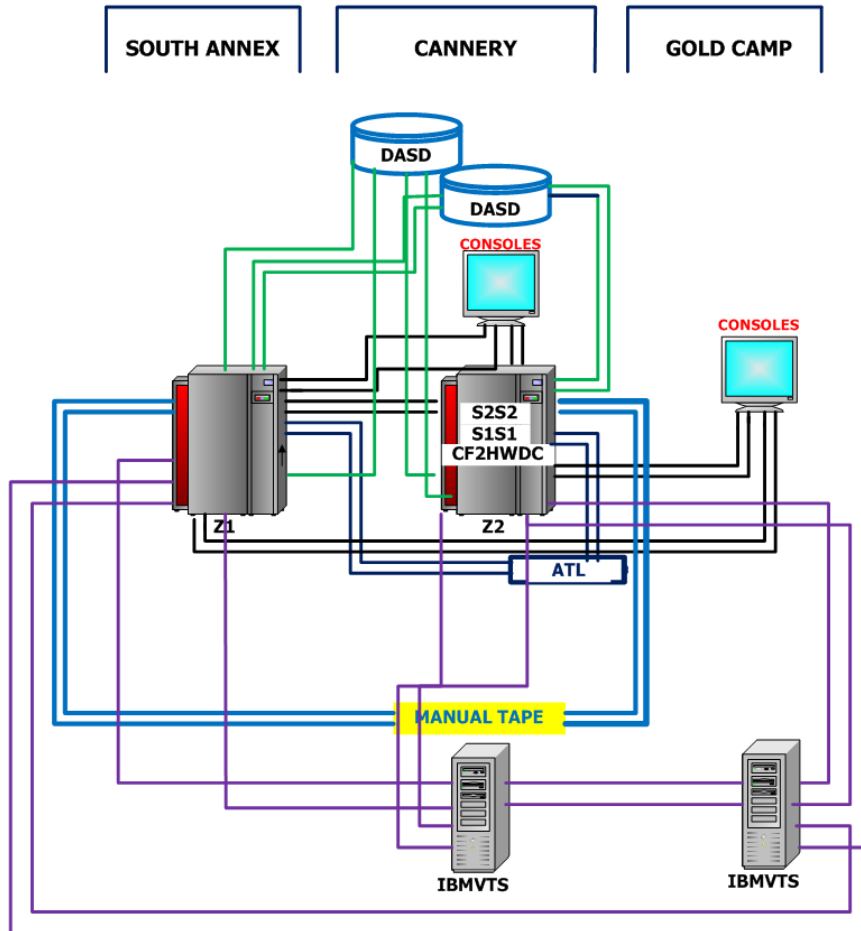 SOUTH ANNEX
CANNERY
GOLD CAMP
DASD
DASD
CONSOLES
CONSOLES
S2S2
S1S1
CF2HWDC
Z1
Z2
ATL
MANUAL TAPE
IBMVTS
IBMVTS